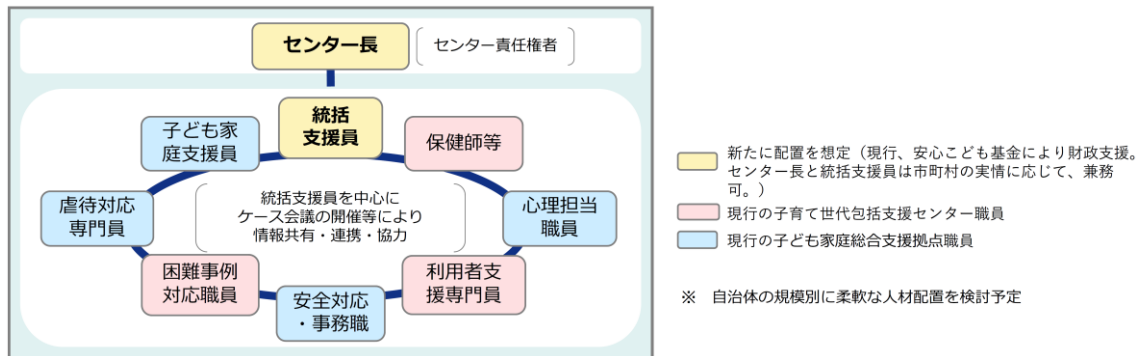 センター長
センター責任権者
統括
支援員
子ども家
庭支援員
保健師等
虐待対応
専門員
統括支援員を中心に
ケース会議の開催等により
情報共有・連携・協力
心理担当
職員
困難事例
対応職員
利用者支
援専門員
安全対応
・事務職
新たに配置を想定（現行、安心こども基金により財政支援。
センター長と統括支援員は市町村の実情に応じて、兼務
可。）
現行の子育て世代包括支援センター職員
現行の子ども家庭総合支援拠点職員
※　自治体の規模別に柔軟な人材配置を検討予定